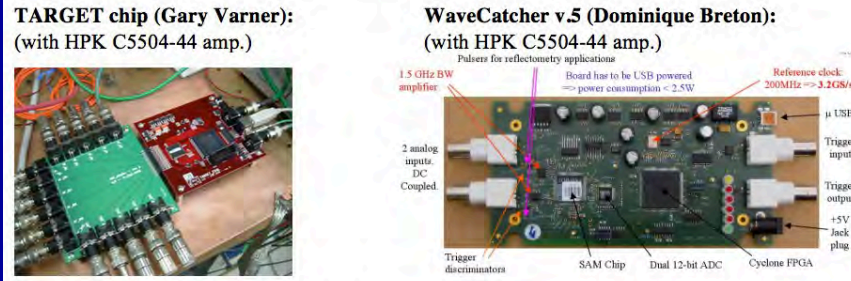 TARGET chip (Gary Varner):
(with HPK C5504-44 amp.)
WaveCatcher v.5 (Dominique Breton):
(with HPK C5504-44 amp.)
Pulsers for reflectometry applications
1.5 GHz BW
amplifier
Board has to be USB powered
=> power consumption < 2.5W
Reference clock:
200MHz => 3.2GS/s
µ USB
2 analog
inputs.
DC
Coupled.
Trigger
input
Trigger
output
+5V
Jack
plug
Trigger
discriminators
SAM Chip
Dual 12-bit ADC
Cyclone FPGA
4